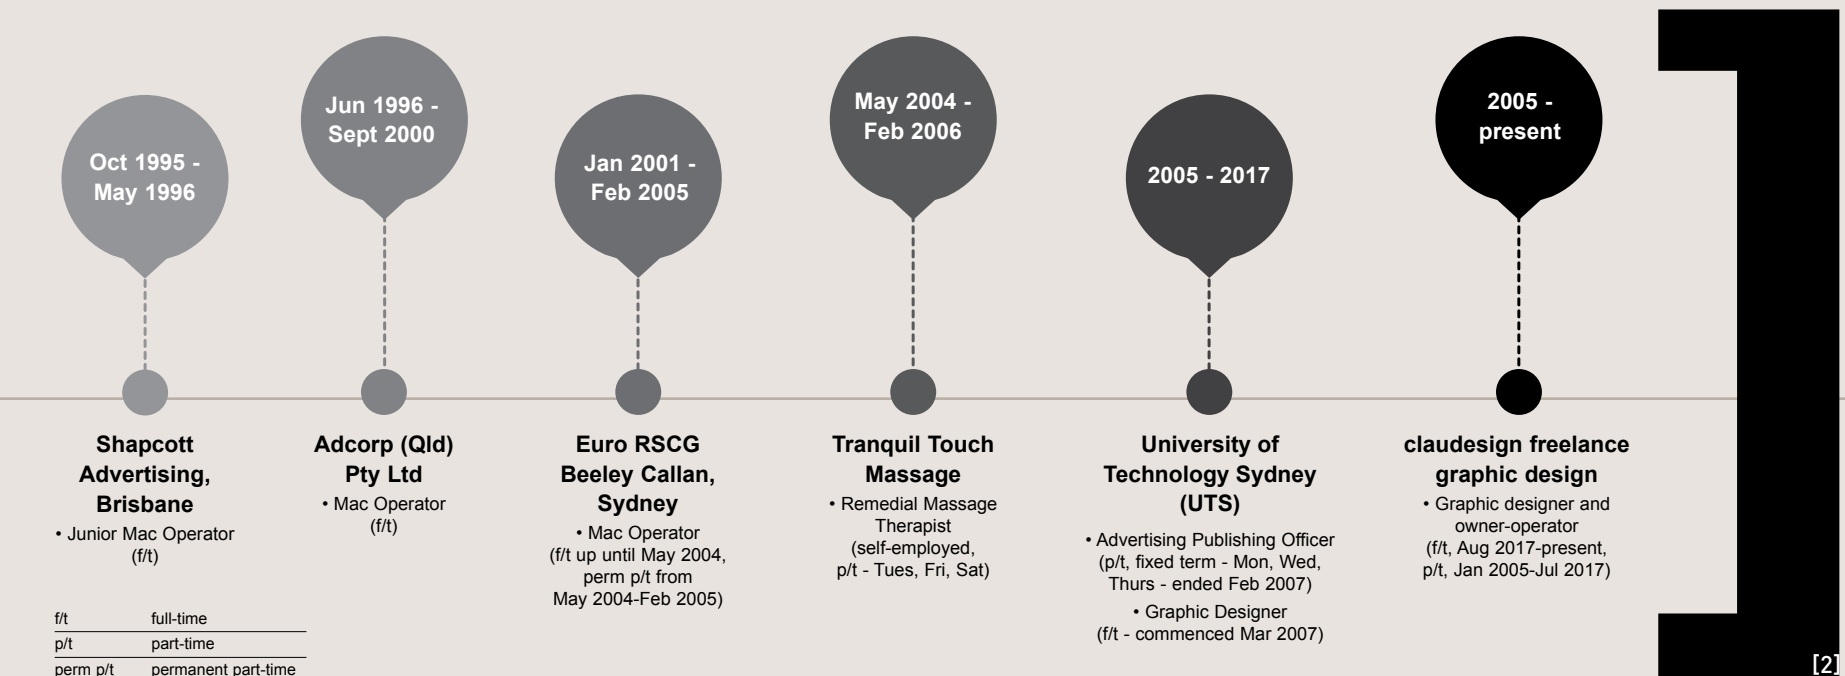 Oct 1995 -
May 1996
Jun 1996 -
Sept 2000
Jan 2001 -
Feb 2005
May 2004 -
Feb 2006
2005 - 2017
2005 -
present
Shapcott
Advertising,
Brisbane
• Junior Mac Operator
(f/t)
Adcorp (Qld)
Pty Ltd
• Mac Operator
(f/t)
Euro RSCG
Beeley Callan,
Sydney
• Mac Operator
(f/t up until May 2004,
perm p/t from
May 2004-Feb 2005)
Tranquil Touch
Massage
• Remedial Massage
Therapist
(self-employed,
p/t - Tues, Fri, Sat)
University of
Technology Sydney
(UTS)
• Advertising Publishing Officer
(p/t, fixed term - Mon, Wed,
Thurs - ended Feb 2007)
• Graphic Designer
(f/t - commenced Mar 2007)
claudesign freelance
graphic design
• Graphic designer and
owner-operator
(f/t, Aug 2017-present,
p/t, Jan 2005-Jul 2017)
f/t full-time
p/t part-time
perm p/t permanent part-time
[2]